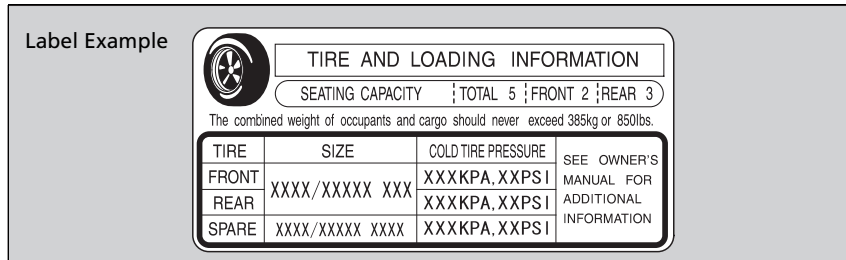 Label Example
TIRE AND LOADING INFORMATION
SEATING CAPACITY TOTAL 5 FRONT 2 REAR 3
The combined weight of occupants and cargo should never exceed 385kg or 850lbs.
TIRE SIZE COLD TIRE PRESSURE
FRONT XXXX/XXXXX XXX XXXKPA,XXPSI
REAR XXXKPA,XXPSI
SPARE XXXX/XXXXX XXXX XXXKPA,XXPSI
SEE OWNER'S
MANUAL FOR
ADDITIONAL
INFORMATION